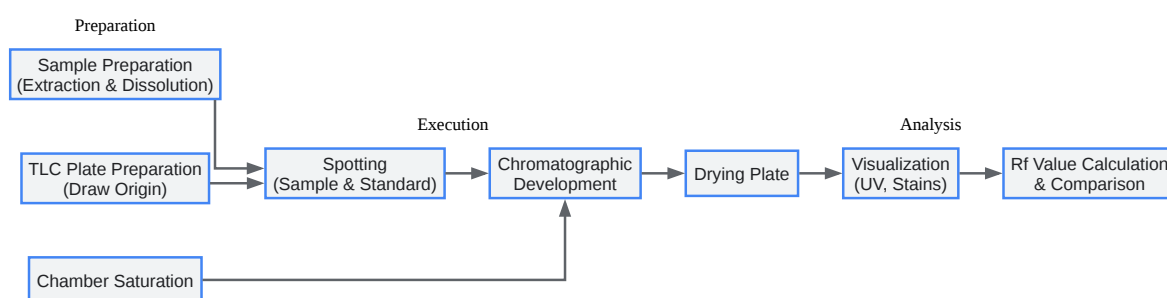 Preparation
Sample Preparation
(Extraction & Dissolution)
TLC Plate Preparation
(Draw Origin)
Chamber Saturation
Execution
Spotting
(Sample & Standard)
Chromatographic
Development
Drying Plate
Analysis
Visualization
(UV, Stains)
Rf Value Calculation
& Comparison